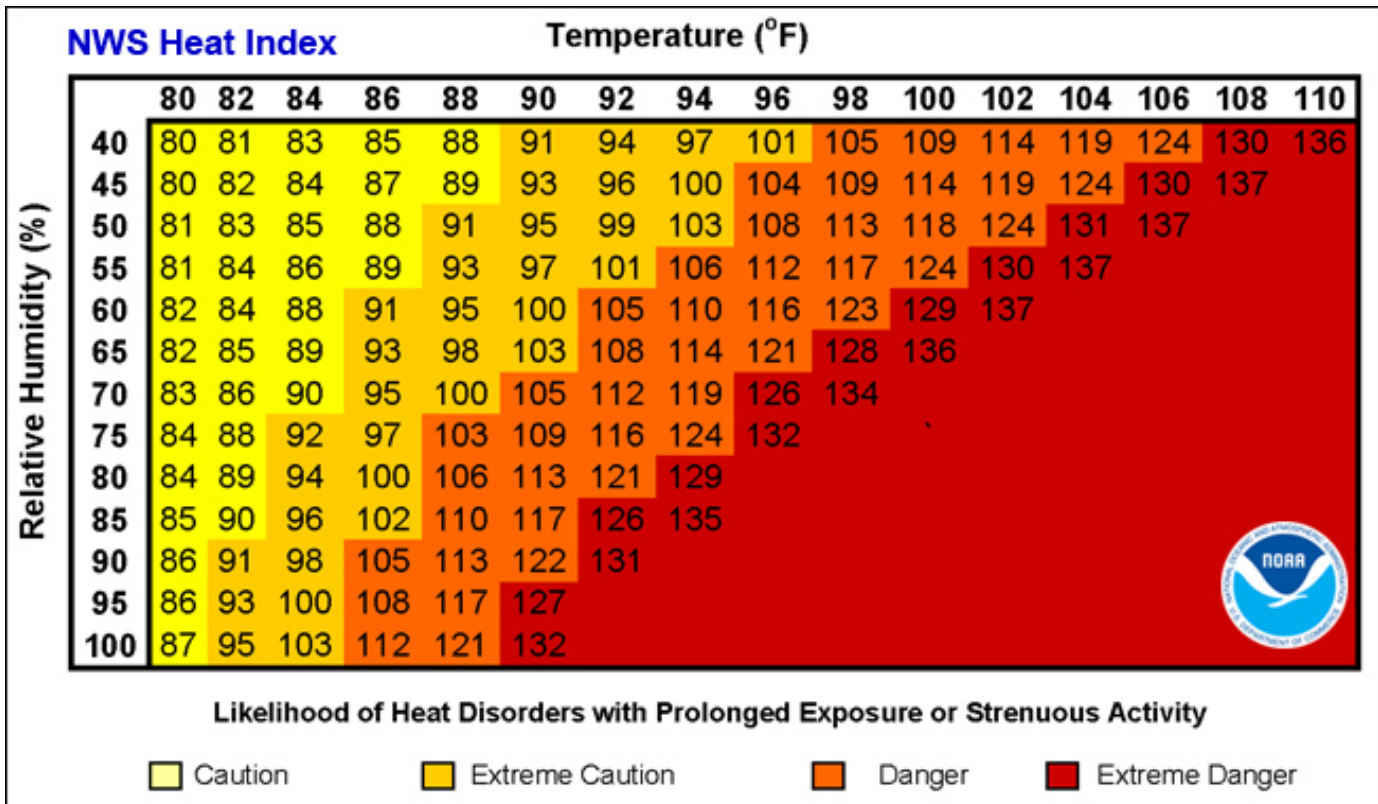 NWS Heat Index
Temperature (°F)
80 82 84 86 88 90 92 94 96 98 100 102 104 106 108 110
Relative Humidity (%)
40 80 81 83 85 88 91 94 97 101 105 109 114 119 124 130 136
45 80 82 84 87 89 93 96 100 104 109 114 119 124 130 137
50 81 83 85 88 91 95 99 103 108 113 118 124 131 137
55 81 84 86 89 93 97 101 106 112 117 124 130 137
60 82 84 88 91 95 100 105 110 116 123 129 137
65 82 85 89 93 98 103 108 114 121 128 136
70 83 86 90 95 100 105 112 119 126 134
75 84 88 92 97 103 109 116 124 132
80 84 89 94 100 106 113 121 129
85 85 90 96 102 110 117 126 135
90 86 91 98 105 113 122 131
95 86 93 100 108 117 127
100 87 95 103 112 121 132
NATIONAL OCEANIC AND ATMOSPHERIC ADMINISTRATION
NOAA
U.S. DEPARTMENT OF COMMERCE
Likelihood of Heat Disorders with Prolonged Exposure or Strenuous Activity
Caution
Extreme Caution
Danger
Extreme Danger